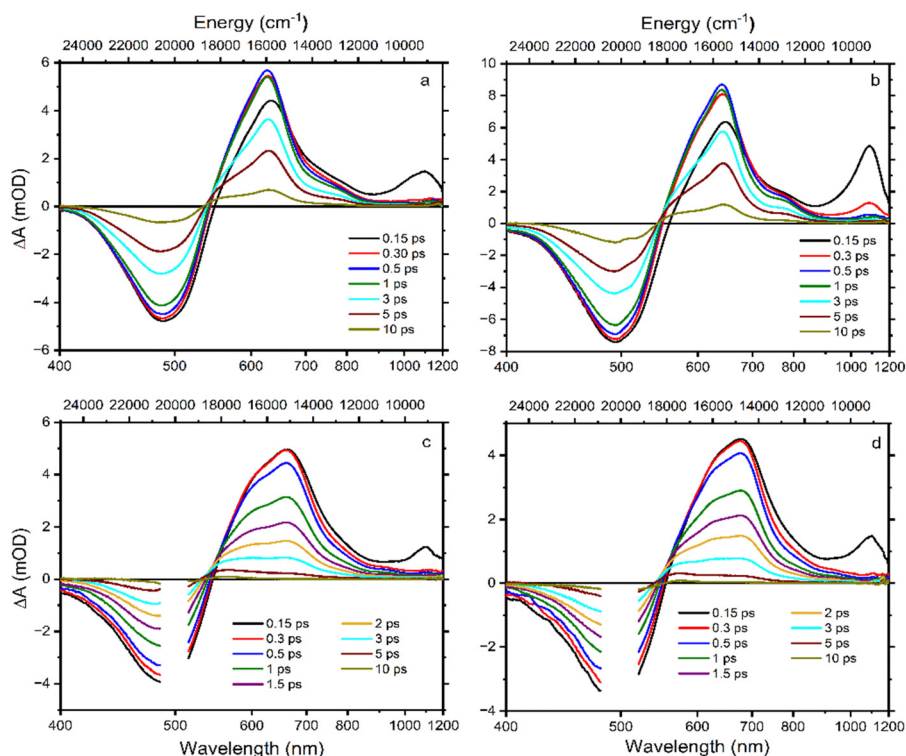 Energy (cm⁻¹)
24000 22000 20000 18000 16000 14000 12000 10000
a
ΔA (mOD)
6
4
2
0
−2
−4
−6
0.15 ps
0.30 ps
0.5 ps
1 ps
3 ps
5 ps
10 ps
400 500 600 700 800 1000 1200
Energy (cm⁻¹)
24000 22000 20000 18000 16000 14000 12000 10000
b
10
8
6
4
2
0
−2
−4
−6
−8
0.15 ps
0.3 ps
0.5 ps
1 ps
3 ps
5 ps
10 ps
400 500 600 700 800 1000 1200
24000 22000 20000 18000 16000 14000 12000 10000
c
ΔA (mOD)
6
4
2
0
−2
−4
0.15 ps 2 ps
0.3 ps 3 ps
0.5 ps 5 ps
1 ps 10 ps
1.5 ps
400 500 600 700 800 1000 1200
Wavelength (nm)
24000 22000 20000 18000 16000 14000 12000 10000
d
4
2
0
−2
−4
0.15 ps 2 ps
0.3 ps 3 ps
0.5 ps 5 ps
1 ps 10 ps
1.5 ps
400 500 600 700 800 1000 1200
Wavelength (nm)